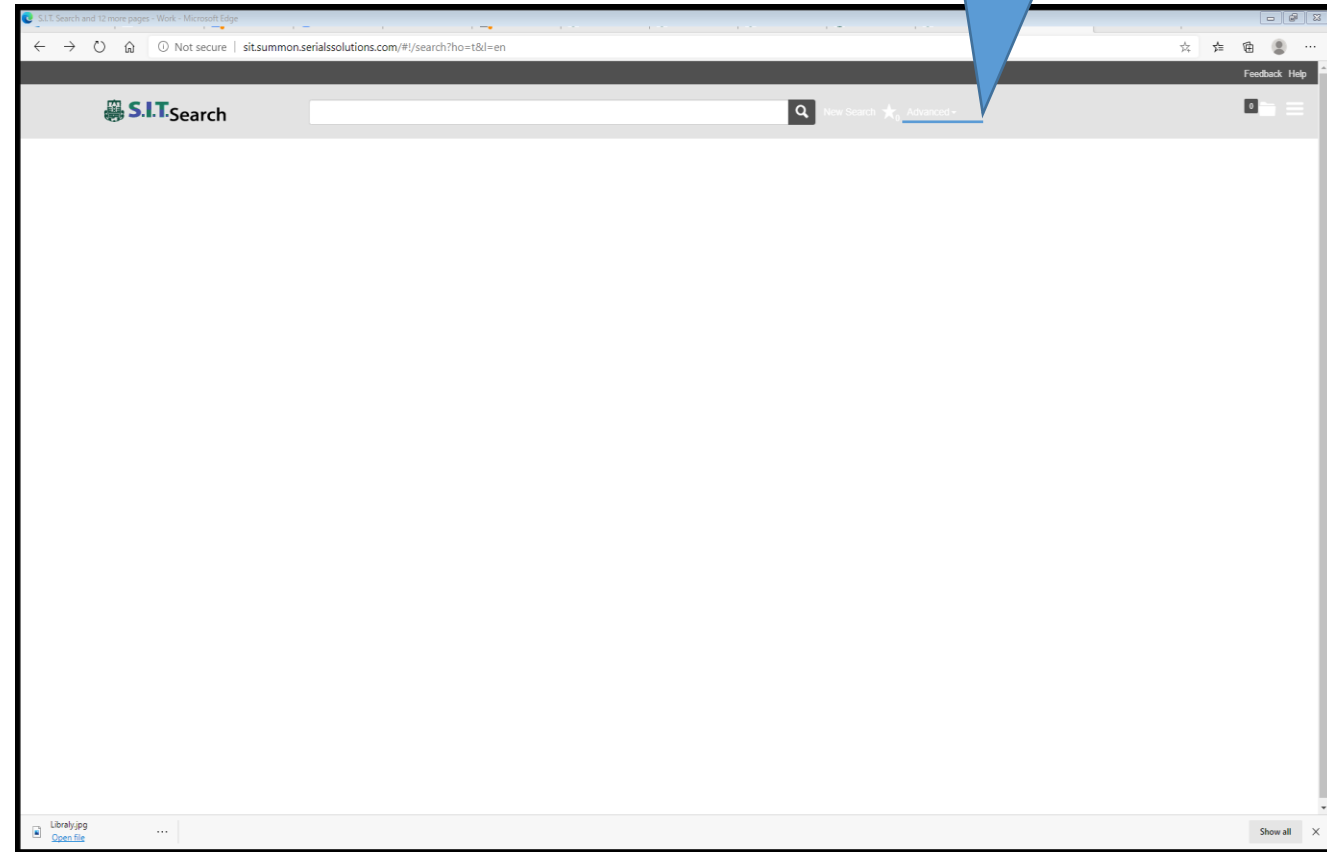 S.I.T. Search and 12 more pages - Work - Microsoft Edge
Not secure | sit.summon.serialssolutions.com/#!/search?ho=t&l=en
Feedback Help
S.I.T.Search
New Search
Advanced
0
Libraly.jpg
Open file
Show all